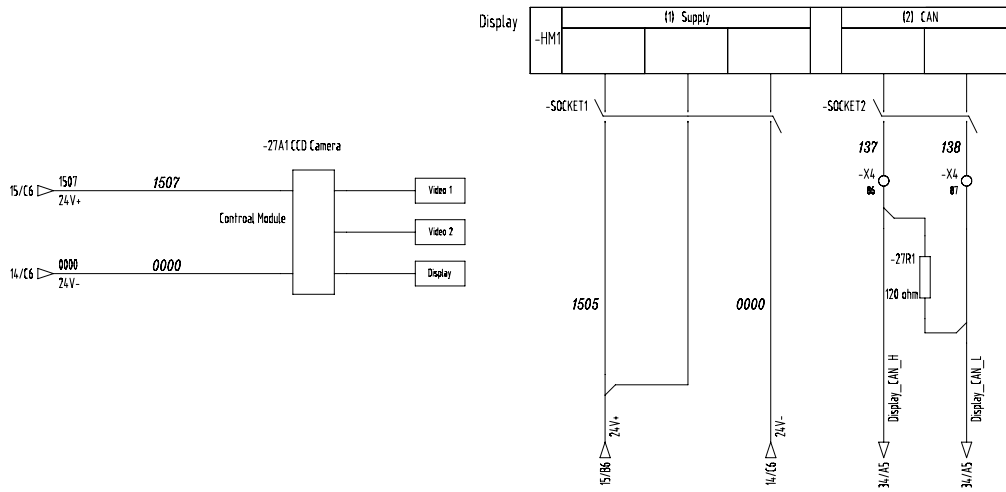 Display
-HM1
(1) Supply
(2) CAN
-SOCKET1
-SOCKET2
137
138
-X4
86
-X4
87
-27R1
120 ohm
1505
0000
Display_CAN_H
Display_CAN_L
24V+
24V-
15/B6
14/C6
34/A5
34/A5
-27A1 CCD Camera
15/C6
1507
24V+
1507
Controal Module
Video 1
Video 2
Display
14/C6
0000
24V-
0000